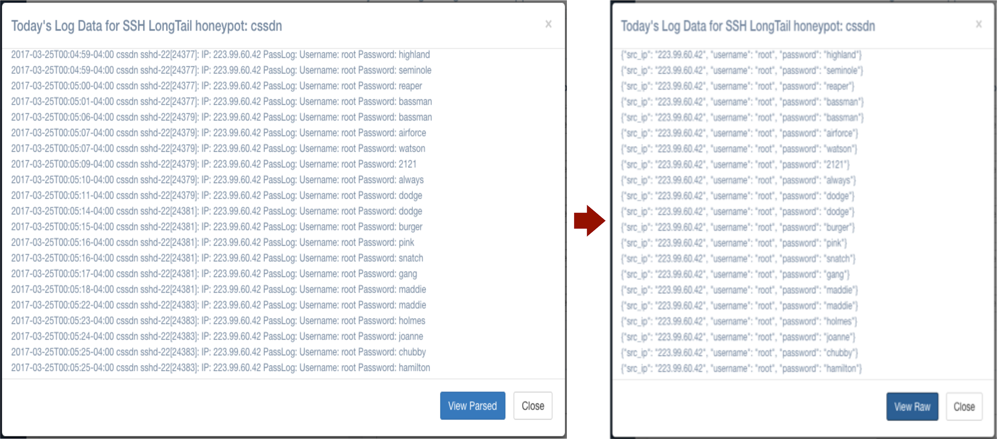 Today's Log Data for SSH LongTail honeypot: cssdn
×
2017-03-25T00:04:59-04:00 cssdn sshd-22[24377]: IP: 223.99.60.42 PassLog: Username: root Password: highland
2017-03-25T00:04:59-04:00 cssdn sshd-22[24377]: IP: 223.99.60.42 PassLog: Username: root Password: seminole
2017-03-25T00:05:00-04:00 cssdn sshd-22[24377]: IP: 223.99.60.42 PassLog: Username: root Password: reaper
2017-03-25T00:05:01-04:00 cssdn sshd-22[24377]: IP: 223.99.60.42 PassLog: Username: root Password: bassman
2017-03-25T00:05:06-04:00 cssdn sshd-22[24379]: IP: 223.99.60.42 PassLog: Username: root Password: bassman
2017-03-25T00:05:07-04:00 cssdn sshd-22[24379]: IP: 223.99.60.42 PassLog: Username: root Password: airforce
2017-03-25T00:05:07-04:00 cssdn sshd-22[24379]: IP: 223.99.60.42 PassLog: Username: root Password: watson
2017-03-25T00:05:09-04:00 cssdn sshd-22[24379]: IP: 223.99.60.42 PassLog: Username: root Password: 2121
2017-03-25T00:05:10-04:00 cssdn sshd-22[24379]: IP: 223.99.60.42 PassLog: Username: root Password: always
2017-03-25T00:05:11-04:00 cssdn sshd-22[24379]: IP: 223.99.60.42 PassLog: Username: root Password: dodge
2017-03-25T00:05:14-04:00 cssdn sshd-22[24381]: IP: 223.99.60.42 PassLog: Username: root Password: dodge
2017-03-25T00:05:15-04:00 cssdn sshd-22[24381]: IP: 223.99.60.42 PassLog: Username: root Password: burger
2017-03-25T00:05:16-04:00 cssdn sshd-22[24381]: IP: 223.99.60.42 PassLog: Username: root Password: pink
2017-03-25T00:05:16-04:00 cssdn sshd-22[24381]: IP: 223.99.60.42 PassLog: Username: root Password: snatch
2017-03-25T00:05:17-04:00 cssdn sshd-22[24381]: IP: 223.99.60.42 PassLog: Username: root Password: gang
2017-03-25T00:05:18-04:00 cssdn sshd-22[24381]: IP: 223.99.60.42 PassLog: Username: root Password: maddie
2017-03-25T00:05:22-04:00 cssdn sshd-22[24383]: IP: 223.99.60.42 PassLog: Username: root Password: maddie
2017-03-25T00:05:23-04:00 cssdn sshd-22[24383]: IP: 223.99.60.42 PassLog: Username: root Password: holmes
2017-03-25T00:05:24-04:00 cssdn sshd-22[24383]: IP: 223.99.60.42 PassLog: Username: root Password: joanne
2017-03-25T00:05:25-04:00 cssdn sshd-22[24383]: IP: 223.99.60.42 PassLog: Username: root Password: chubby
2017-03-25T00:05:25-04:00 cssdn sshd-22[24383]: IP: 223.99.60.42 PassLog: Username: root Password: hamilton
View Parsed
Close
Today's Log Data for SSH LongTail honeypot: cssdn
×
{"src_ip": "223.99.60.42", "username": "root", "password": "highland"}
{"src_ip": "223.99.60.42", "username": "root", "password": "seminole"}
{"src_ip": "223.99.60.42", "username": "root", "password": "reaper"}
{"src_ip": "223.99.60.42", "username": "root", "password": "bassman"}
{"src_ip": "223.99.60.42", "username": "root", "password": "bassman"}
{"src_ip": "223.99.60.42", "username": "root", "password": "airforce"}
{"src_ip": "223.99.60.42", "username": "root", "password": "watson"}
{"src_ip": "223.99.60.42", "username": "root", "password": "2121"}
{"src_ip": "223.99.60.42", "username": "root", "password": "always"}
{"src_ip": "223.99.60.42", "username": "root", "password": "dodge"}
{"src_ip": "223.99.60.42", "username": "root", "password": "dodge"}
{"src_ip": "223.99.60.42", "username": "root", "password": "burger"}
{"src_ip": "223.99.60.42", "username": "root", "password": "pink"}
{"src_ip": "223.99.60.42", "username": "root", "password": "snatch"}
{"src_ip": "223.99.60.42", "username": "root", "password": "gang"}
{"src_ip": "223.99.60.42", "username": "root", "password": "maddie"}
{"src_ip": "223.99.60.42", "username": "root", "password": "maddie"}
{"src_ip": "223.99.60.42", "username": "root", "password": "holmes"}
{"src_ip": "223.99.60.42", "username": "root", "password": "joanne"}
{"src_ip": "223.99.60.42", "username": "root", "password": "chubby"}
{"src_ip": "223.99.60.42", "username": "root", "password": "hamilton"}
View Raw
Close